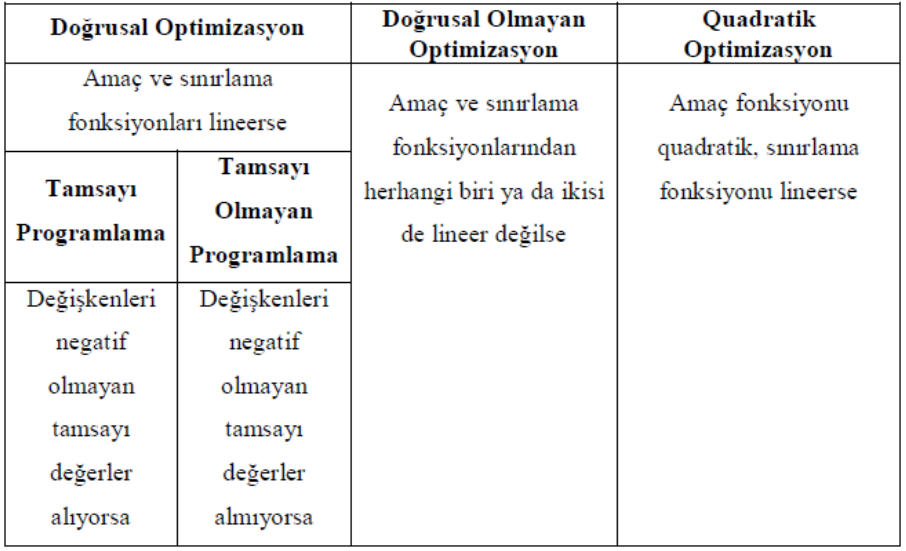 Doğrusal Optimizasyon
Doğrusal Olmayan
Optimizasyon
Quadratik
Optimizasyon
Amaç ve sınırlama
fonksiyonları lineerse
Tamsayı
Programlama
Tamsayı
Olmayan
Programlama
Değişkenleri
negatif
olmayan
tamsayı
değerler
alıyorsa
Değişkenleri
negatif
olmayan
tamsayı
değerler
almıyorsa
Amaç ve sınırlama
fonksiyonlarından
herhangi biri ya da ikisi
de lineer değilse
Amaç fonksiyonu
quadratik, sınırlama
fonksiyonu lineerse